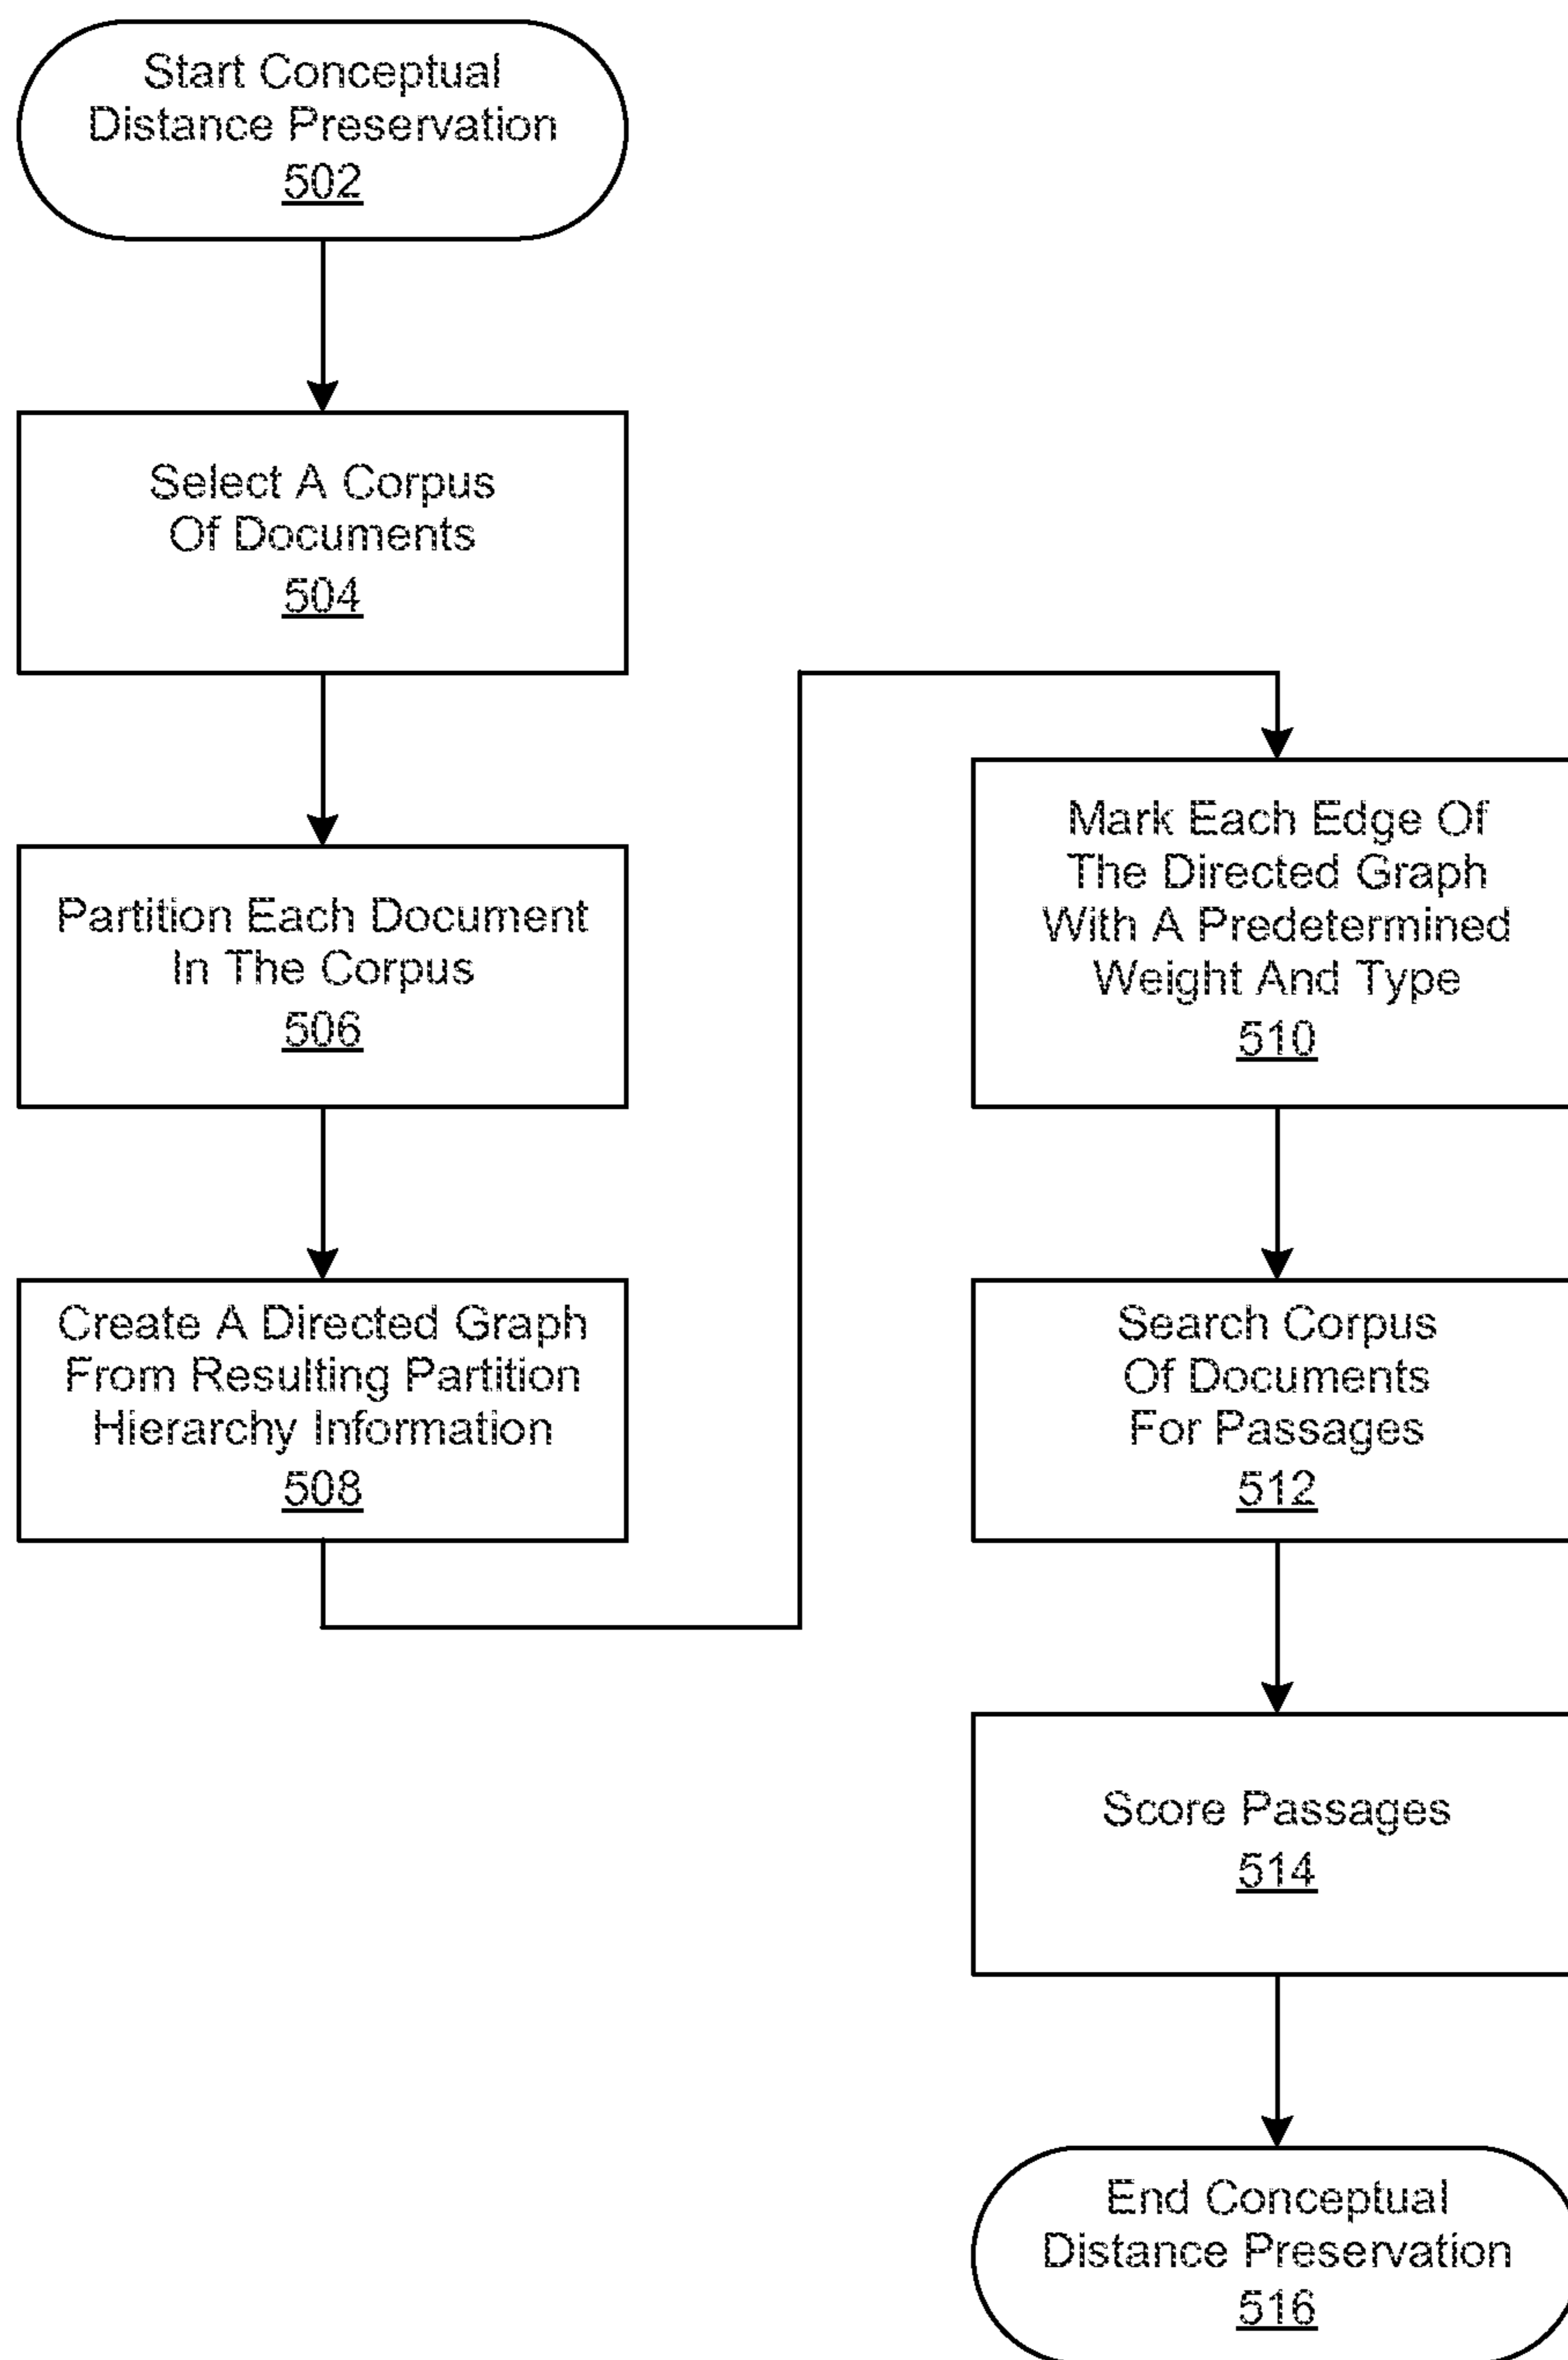 Start Conceptual
Distance Preservation
502
Select A Corpus
Of Documents
504
Partition Each Document
In The Corpus
506
Create A Directed Graph
From Resulting Partition
Hierarchy Information
508
Mark Each Edge Of
The Directed Graph
With A Predetermined
Weight And Type
510
Search Corpus
Of Documents
For Passages
512
Score Passages
514
End Conceptual
Distance Preservation
516